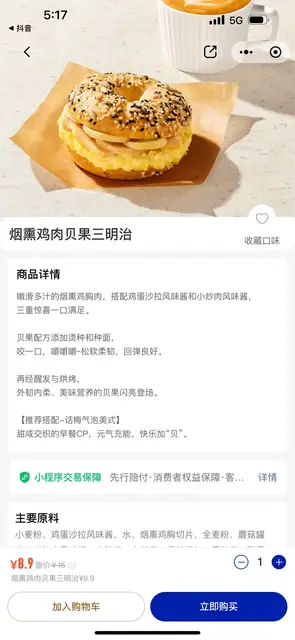 5:17
5G
抖音
烟熏鸡肉贝果三明治
收藏口味
商品详情
嫩滑多汁的烟熏鸡胸肉，搭配鸡蛋沙拉风味酱和小炒肉风味酱，
三重惊喜一口满足。
贝果配方添加烫种和种面，
咬一口，嚼嚼嚼~松软柔韧，回弹良好。
再经醒发与烘烤，
外韧内柔、美味营养的贝果闪亮登场。
【推荐搭配-话梅气泡美式】
甜咸交织的早餐CP，元气充能，快乐加“贝”。
小程序交易保障 先行赔付·消费者权益保障·客... 详情
主要原料
小麦粉、鸡蛋沙拉风味酱、水、烟熏鸡胸切片、全麦粉、蘑菇罐
¥8.9 到价¥15
1
烟熏鸡肉贝果三明治¥8.9
加入购物车
立即购买